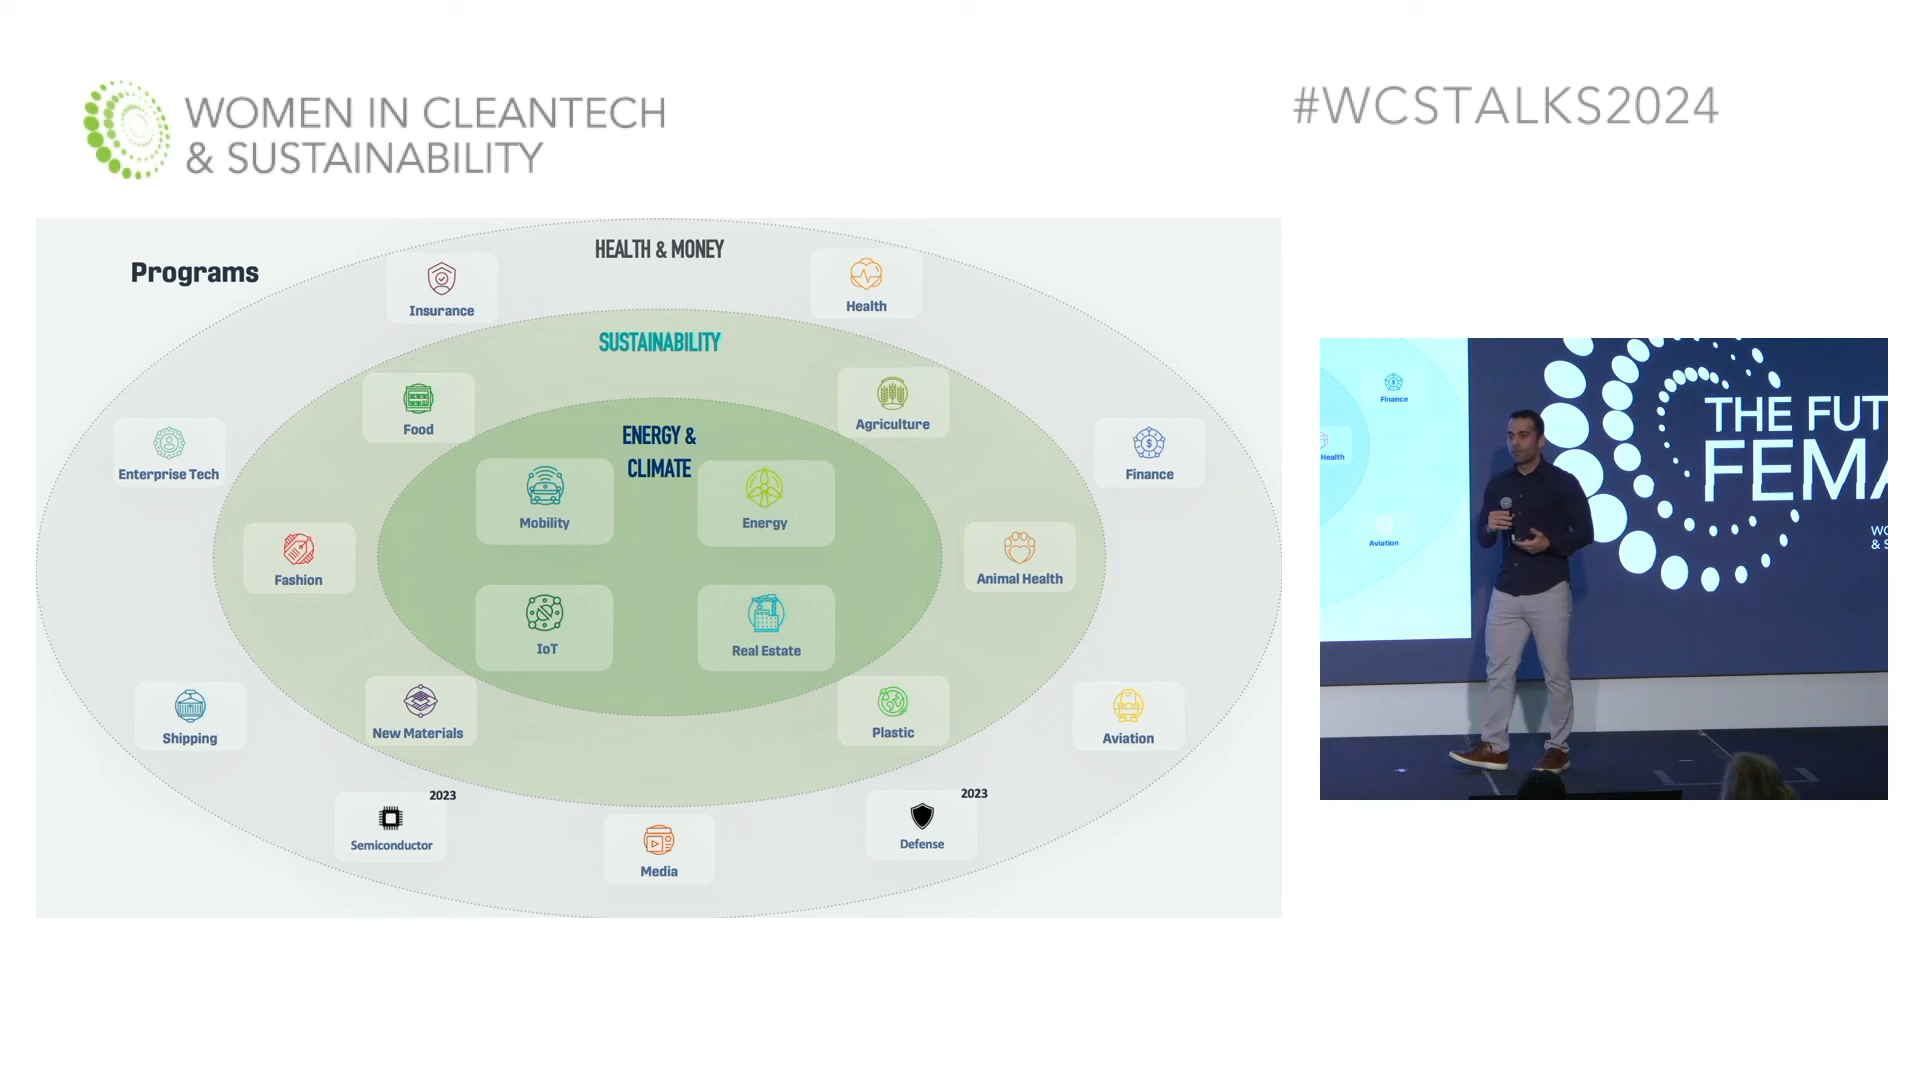 WOMEN IN CLEANTECH
& SUSTAINABILITY
#WCSTALKS2024
Programs
HEALTH & MONEY
Insurance
Health
SUSTAINABILITY
Food
Agriculture
ENERGY &
CLIMATE
Enterprise Tech
Finance
Mobility
Energy
Fashion
Animal Health
IoT
Real Estate
Shipping
New Materials
Plastic
Aviation
2023
Semiconductor
Media
2023
Defense
Finance
Health
Aviation
THE FUT
FEMA
WO
& S